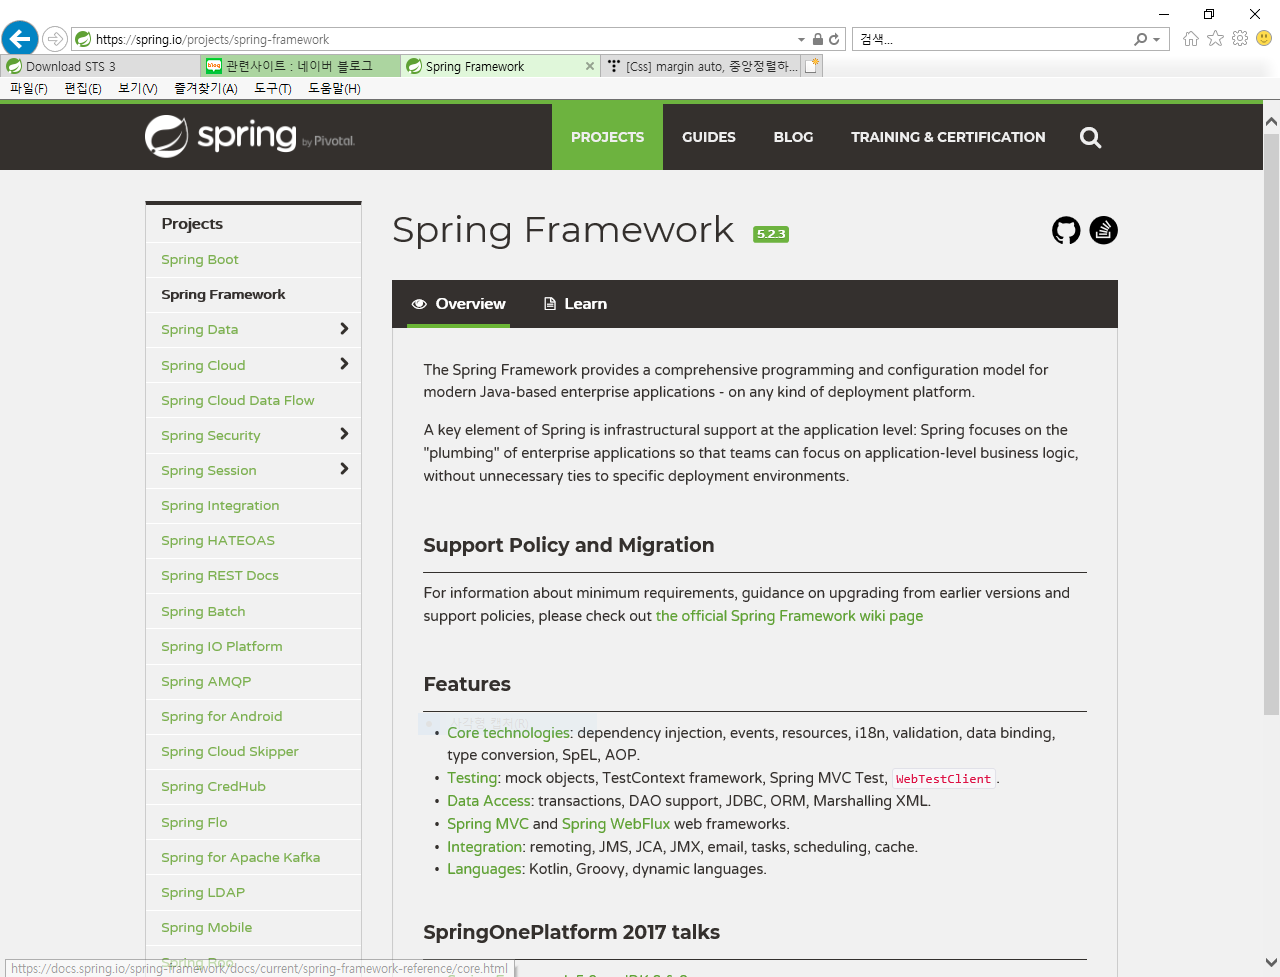 https://spring.io/projects/spring-framework
검색...
Download STS 3
관련사이트 : 네이버 블로그
Spring Framework
[Css] margin auto, 중앙정렬하...
파일(F) 편집(E) 보기(V) 즐겨찾기(A) 도구(T) 도움말(H)
spring by Pivotal.
PROJECTS GUIDES BLOG TRAINING & CERTIFICATION
Projects
Spring Boot
Spring Framework
Spring Data
Spring Cloud
Spring Cloud Data Flow
Spring Security
Spring Session
Spring Integration
Spring HATEOAS
Spring REST Docs
Spring Batch
Spring IO Platform
Spring AMQP
Spring for Android
Spring Cloud Skipper
Spring CredHub
Spring Flo
Spring for Apache Kafka
Spring LDAP
Spring Mobile
Spring Roo
Spring Framework 5.2.3
Overview Learn
The Spring Framework provides a comprehensive programming and configuration model for
modern Java-based enterprise applications - on any kind of deployment platform.
A key element of Spring is infrastructural support at the application level: Spring focuses on the
"plumbing" of enterprise applications so that teams can focus on application-level business logic,
without unnecessary ties to specific deployment environments.
Support Policy and Migration
For information about minimum requirements, guidance on upgrading from earlier versions and
support policies, please check out the official Spring Framework wiki page
Features
사각형 캡처(R)
• Core technologies: dependency injection, events, resources, i18n, validation, data binding,
type conversion, SpEL, AOP.
• Testing: mock objects, TestContext framework, Spring MVC Test, WebTestClient.
• Data Access: transactions, DAO support, JDBC, ORM, Marshalling XML.
• Spring MVC and Spring WebFlux web frameworks.
• Integration: remoting, JMS, JCA, JMX, email, tasks, scheduling, cache.
• Languages: Kotlin, Groovy, dynamic languages.
SpringOnePlatform 2017 talks
https://docs.spring.io/spring-framework/docs/current/spring-framework-reference/core.html